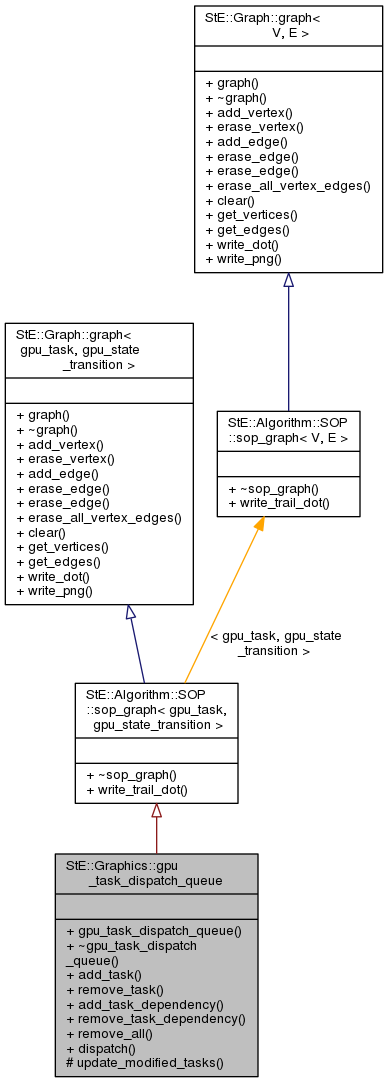 StE::Graph::graph<
V, E >
+ graph()
+ ~graph()
+ add_vertex()
+ erase_vertex()
+ add_edge()
+ erase_edge()
+ erase_edge()
+ erase_all_vertex_edges()
+ clear()
+ get_vertices()
+ get_edges()
+ write_dot()
+ write_png()
StE::Graph::graph<
gpu_task, gpu_state
_transition >
+ graph()
+ ~graph()
+ add_vertex()
+ erase_vertex()
+ add_edge()
+ erase_edge()
+ erase_edge()
+ erase_all_vertex_edges()
+ clear()
+ get_vertices()
+ get_edges()
+ write_dot()
+ write_png()
StE::Algorithm::SOP
::sop_graph< V, E >
+ ~sop_graph()
+ write_trail_dot()
< gpu_task, gpu_state
_transition >
StE::Algorithm::SOP
::sop_graph< gpu_task,
gpu_state_transition >
+ ~sop_graph()
+ write_trail_dot()
StE::Graphics::gpu
_task_dispatch_queue
+ gpu_task_dispatch_queue()
+ ~gpu_task_dispatch
_queue()
+ add_task()
+ remove_task()
+ add_task_dependency()
+ remove_task_dependency()
+ remove_all()
+ dispatch()
# update_modified_tasks()